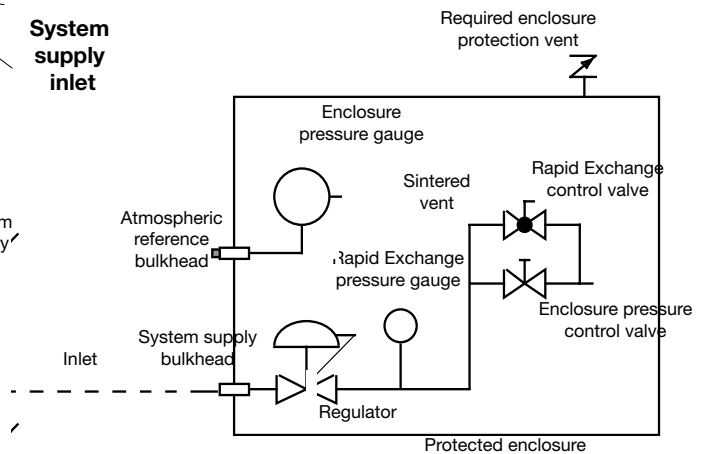 System
supply
inlet
Required enclosure
protection vent
Enclosure
pressure gauge
Sintered
vent
Rapid Exchange
control valve
Atmospheric
reference
bulkhead
Rapid Exchange
pressure gauge
Enclosure pressure
control valve
System supply
bulkhead
Inlet
Regulator
Protected enclosure